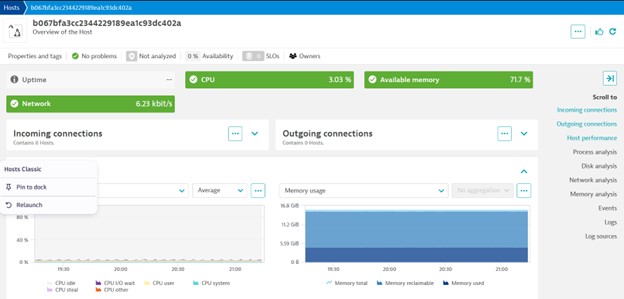 Hosts b067bfa3cc2344229189ea1c93dc402a
b067bfa3cc2344229189ea1c93dc402a
Overview of the Host
Properties and tags No problems Not analyzed 0 % Availability SLOs Owners
Uptime -- CPU 3.03 % Available memory 71.7 %
Network 6.23 kbit/s
Scroll to
Incoming connections
Outgoing connections
Host performance
Process analysis
Disk analysis
Network analysis
Memory analysis
Events
Logs
Log sources
Incoming connections
Contains 0 Hosts.
Outgoing connections
Contains 0 Hosts.
Hosts Classic
Pin to dock
Relaunch
Average
80 %
40 %
0 %
19:30 20:00 20:30 21:00
CPU idle CPU I/O wait CPU user CPU system
CPU steal CPU other
Memory usage No aggregation
16.8 GiB
11.2 GiB
5.59 GiB
0 B
19:30 20:00 20:30 21:00
Memory total Memory reclaimable Memory used